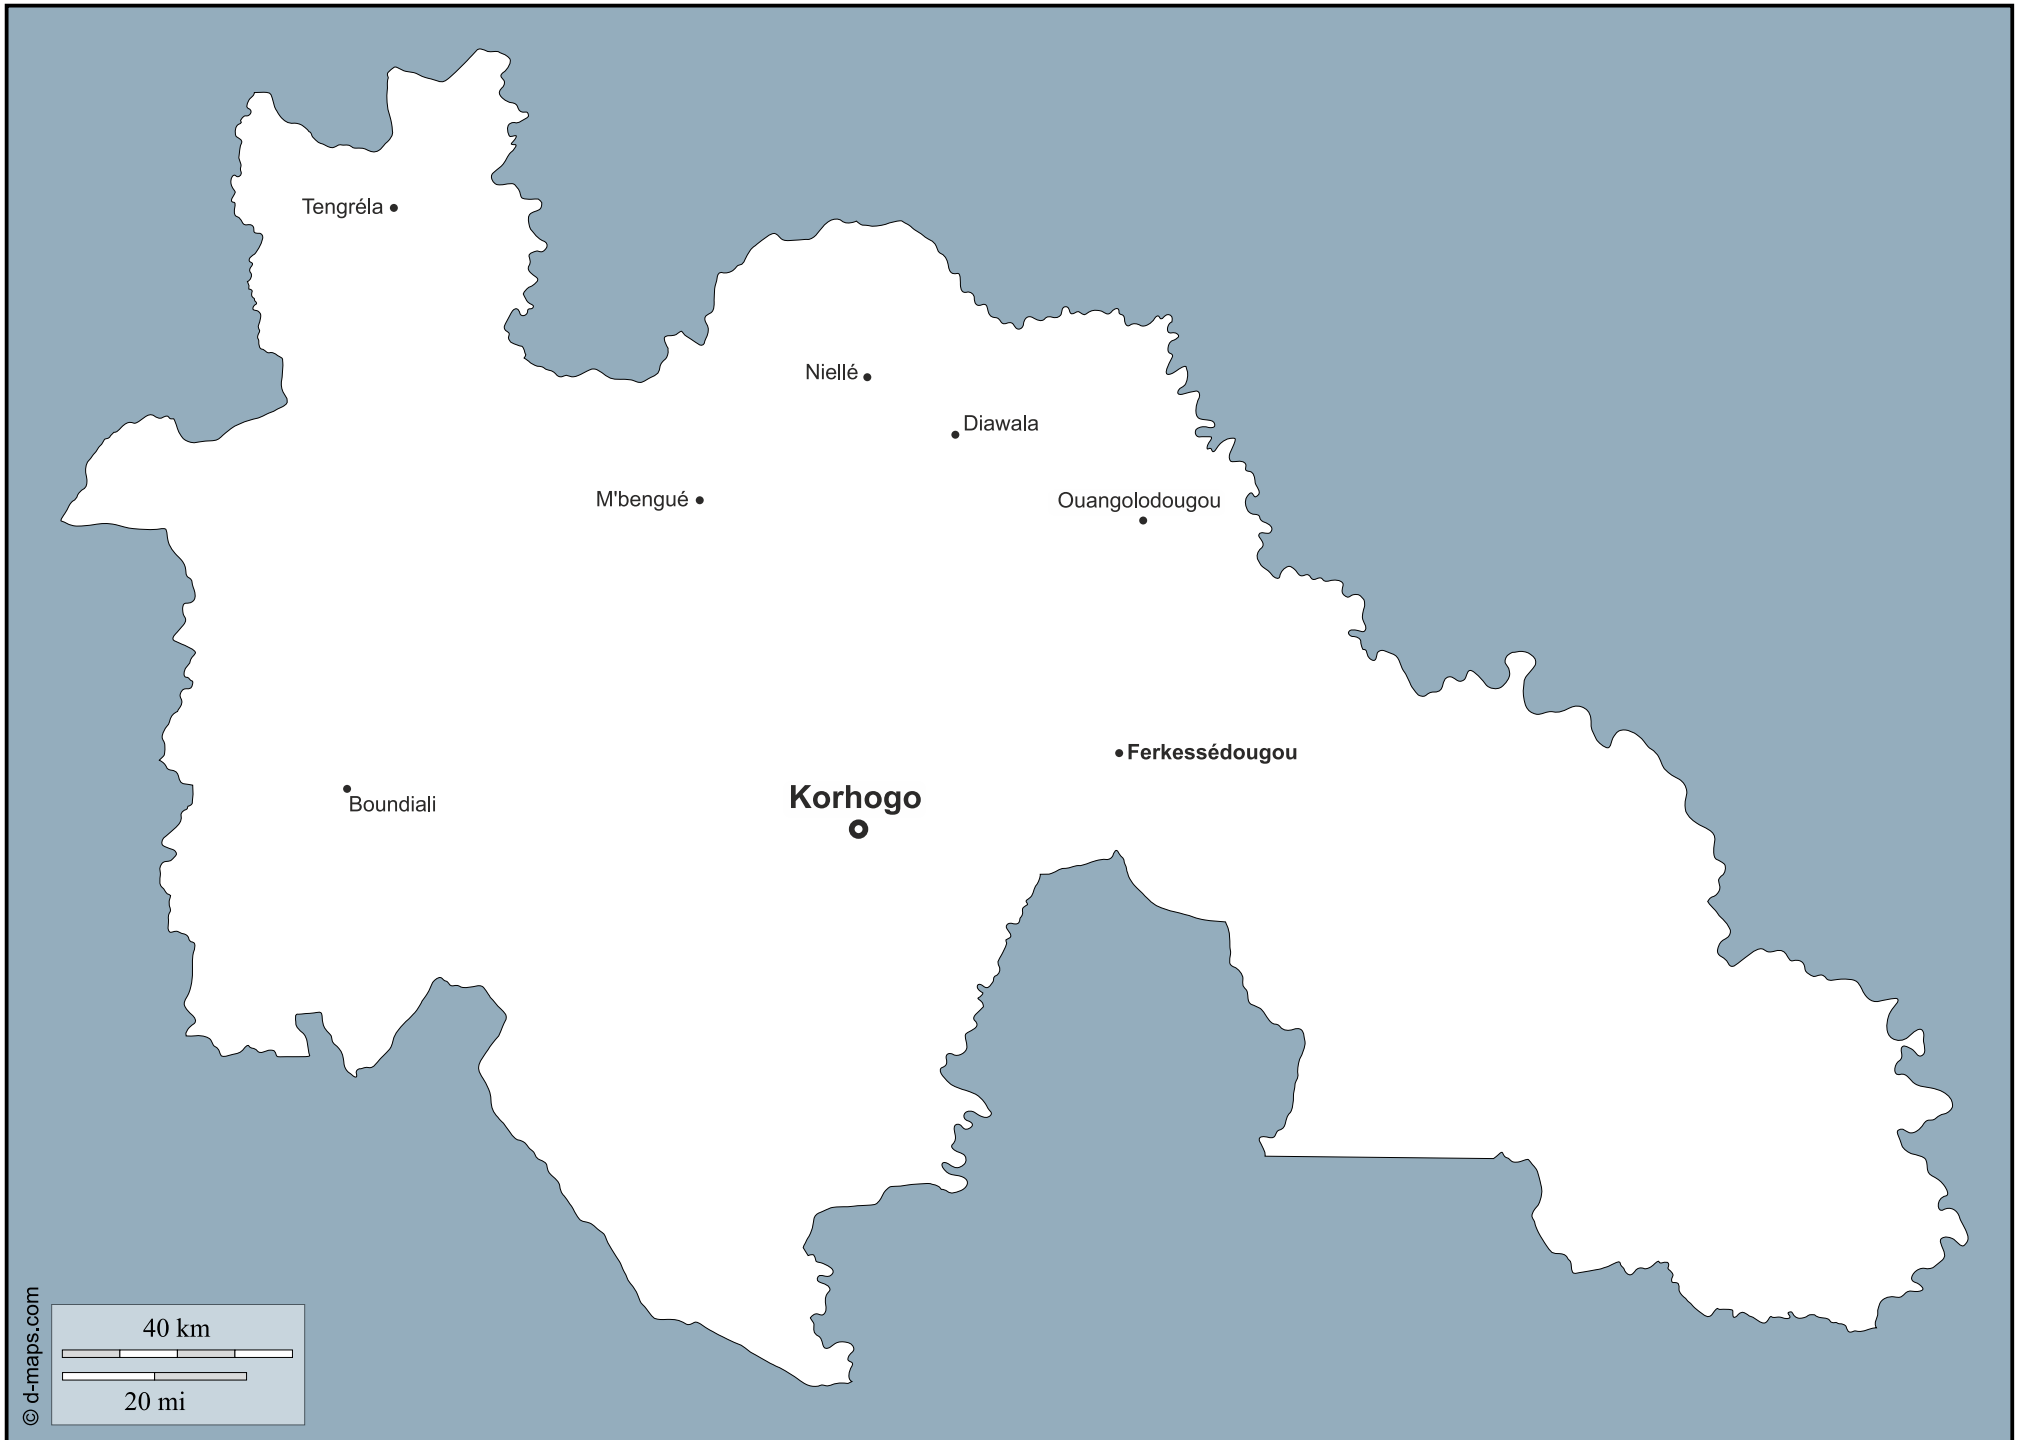 Tengréla
Niellé
Diawala
M'bengué
Ouangolodougou
Ferkessédougou
Korhogo
Boundiali
40 km
20 mi
© d-maps.com